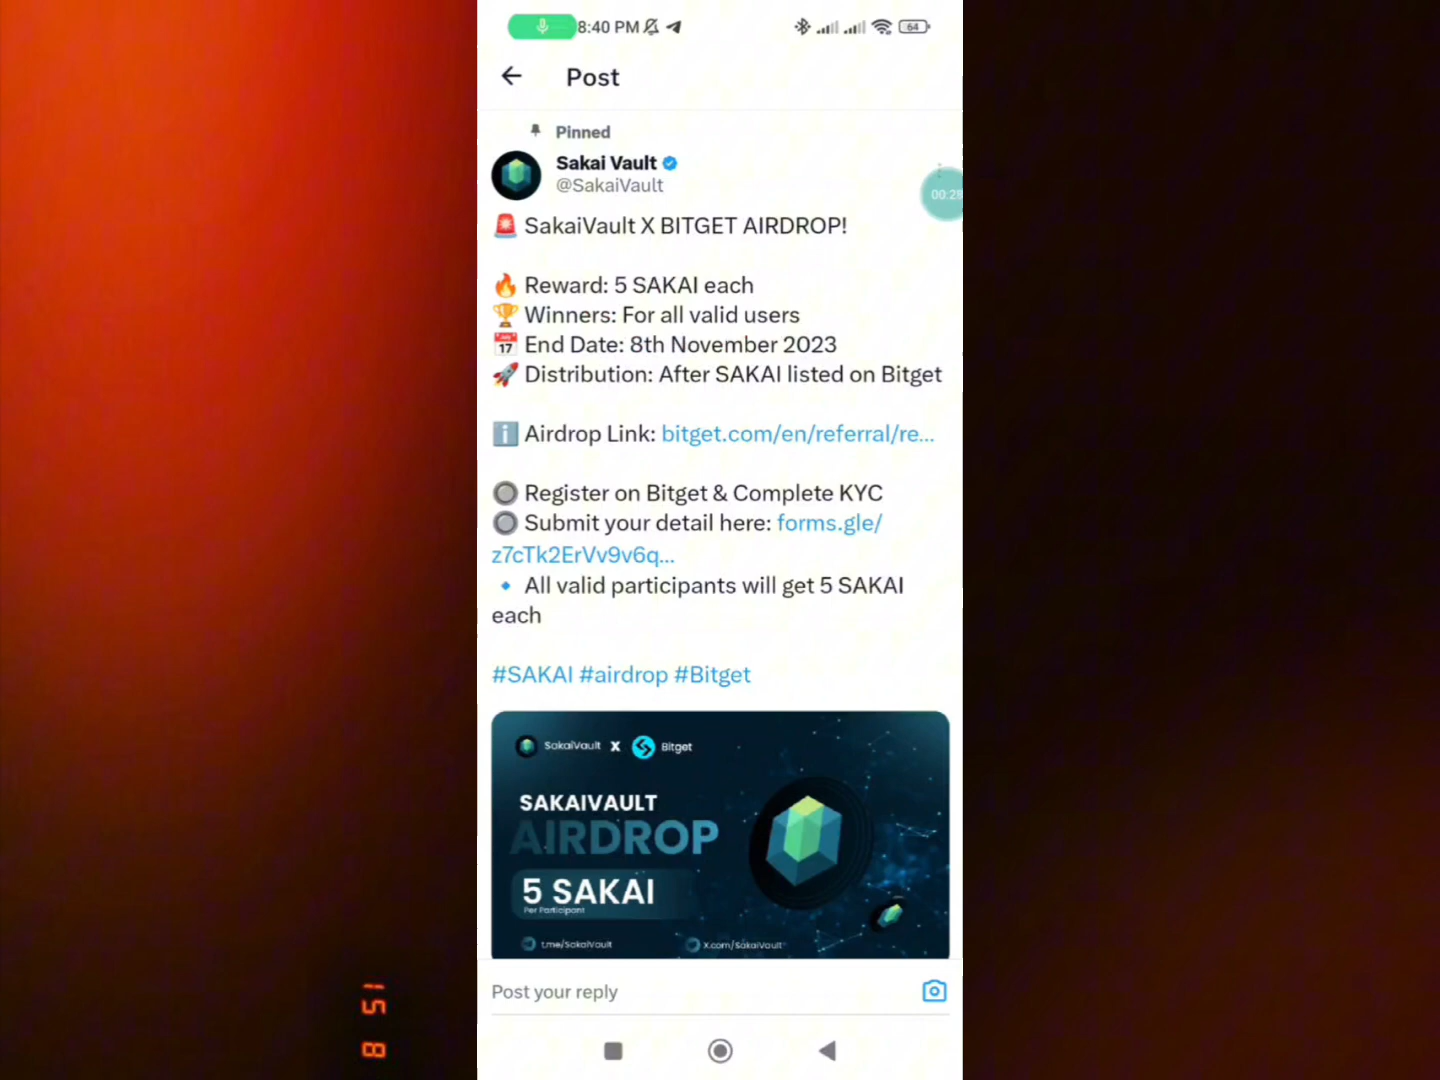 8:40 PM
64
Post
Pinned
Sakai Vault
@SakaiVault
00:28
🚨 SakaiVault X BITGET AIRDROP!
🔥 Reward: 5 SAKAI each
🏆 Winners: For all valid users
📅 End Date: 8th November 2023
🚀 Distribution: After SAKAI listed on Bitget
ℹ️ Airdrop Link: bitget.com/en/referral/re...
🔘 Register on Bitget & Complete KYC
🔘 Submit your detail here: forms.gle/
z7cTk2ErVv9v6q...
🔹 All valid participants will get 5 SAKAI
each
#SAKAI #airdrop #Bitget
SakaiVault X Bitget
SAKAIVAULT
AIRDROP
5 SAKAI
Per Participant
t.me/SakaiVault
X.com/SakaiVault
Post your reply